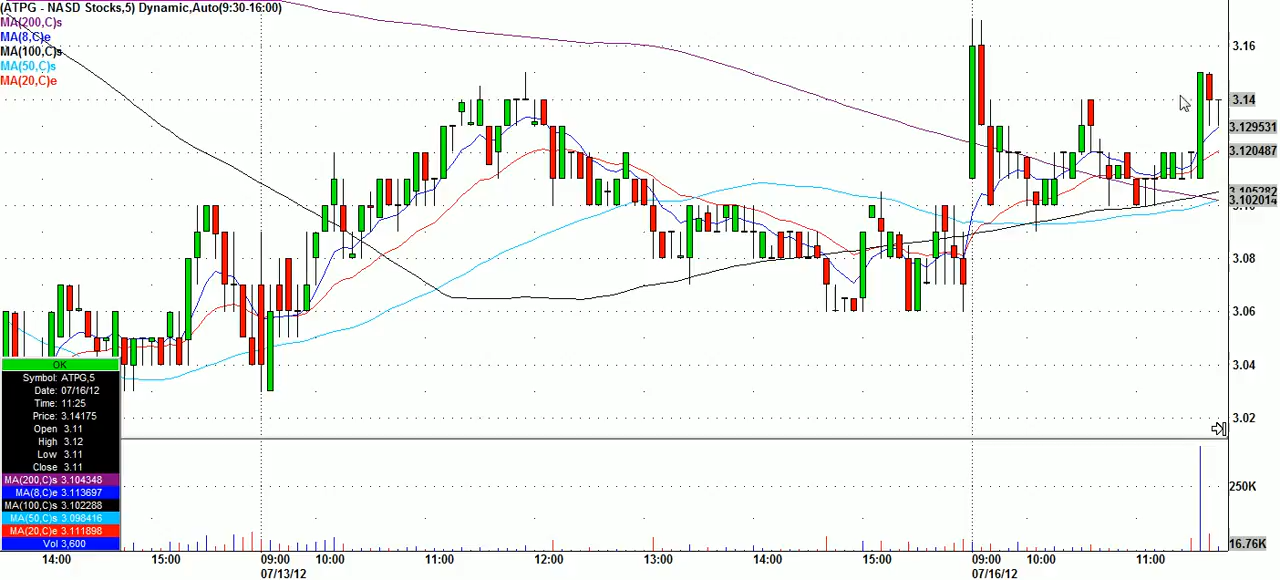 (ATPG - NASD Stocks,5) Dynamic,Auto(9:30-16:00)
MA(200,C)s
MA(8,C)e
MA(100,C)s
MA(50,C)s
MA(20,C)e
3.16
3.14
3.129531
3.120487
3.105282
3.102014
3.08
3.06
3.04
3.02
OK
Symbol: ATPG,5
Date: 07/16/12
Time: 11:25
Price: 3.14175
Open 3.11
High 3.12
Low 3.11
Close 3.11
MA(200,C)s 3.104348
MA(8,C)e 3.113697
MA(100,C)s 3.102288
MA(50,C)s 3.098416
MA(20,C)e 3.111898
Vol 3,600
250K
16.76K
14:00 15:00 09:00 10:00 11:00 12:00 13:00 14:00 15:00 09:00 10:00 11:00
07/13/12 07/16/12